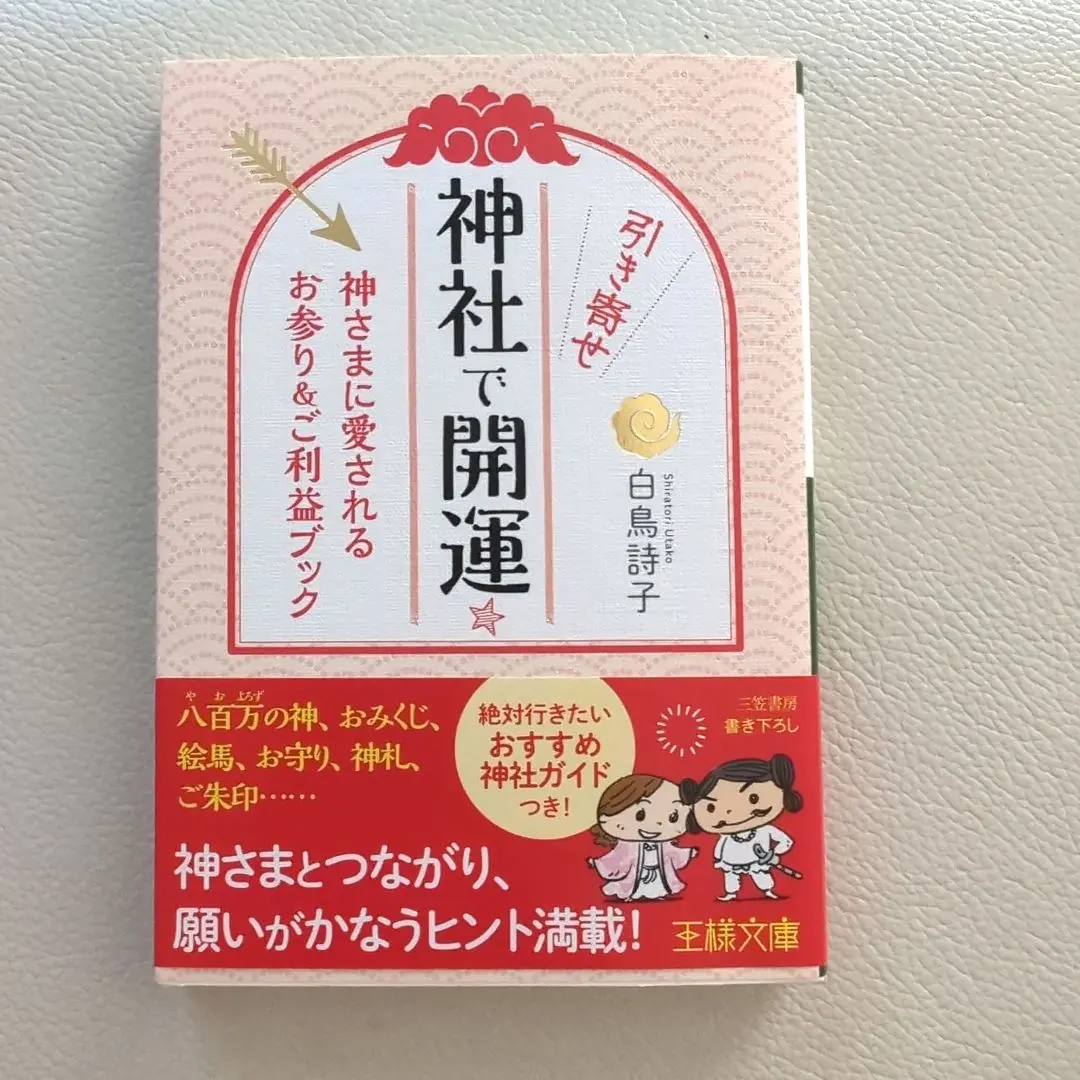 引き寄せ
神社で開運
神さまに愛される
お参り&ご利益ブック
白鳥詩子
Shiratori Utako
や お よろず
八百万の神、おみくじ、
絵馬、お守り、神札、
ご朱印……
絶対行きたい
おすすめ
神社ガイド
つき!
三笠書房
書き下ろし
神さまとつながり、
願いがかなうヒント満載!
王様文庫